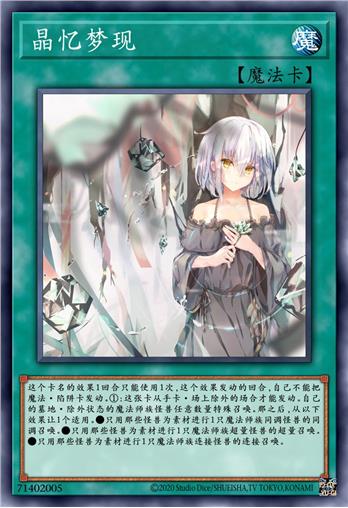 晶忆梦现
魔
【魔法卡】
这个卡名的效果1回合只能使用1次,这个效果发动的回合,自己不能把
魔法·陷阱卡发动。①:这张卡从手卡·场上除外的场合才能发动。自己
的墓地·除外状态的魔法师族怪兽任意数量特殊召唤。那之后,从以下
效果让1个适用。●只用那些怪兽为素材进行1只魔法师族同调怪兽的同
调召唤。●只用那些怪兽为素材进行1只魔法师族超量怪兽的超量召唤。
●只用那些怪兽为素材进行1只魔法师族连接怪兽的连接召唤。
71402005
©2020 Studio Dice/SHUEISHA,TV TOKYO,KONAMI